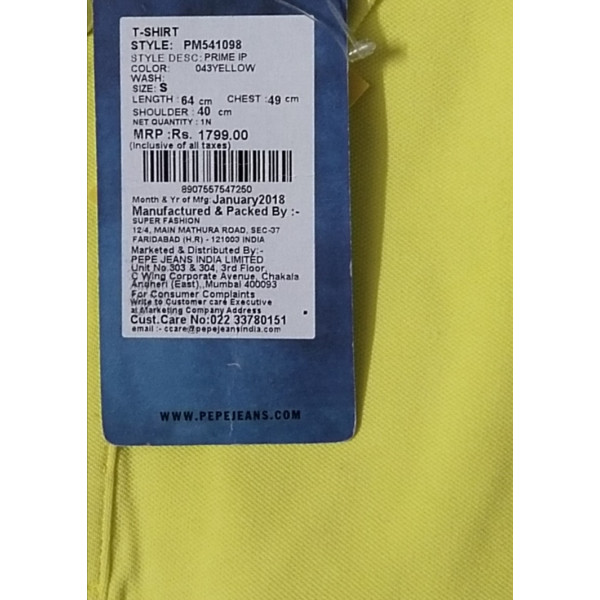 T-SHIRT
STYLE: PM541098
STYLE DESC: PRIME IP
COLOR: 043YELLOW
WASH:
SIZE: S
LENGTH : 64 cm CHEST : 49 cm
SHOULDER : 40 cm
NET QUANTITY : 1N
MRP : Rs. 1799.00
(Inclusive of all taxes)
8907557547250
Month & Yr of Mfg: January2018
Manufactured & Packed By :-
SUPER FASHION
12/4, MAIN MATHURA ROAD, SEC-37
FARIDABAD (H.R) - 121003 INDIA
Marketed & Distributed By:-
PEPE JEANS INDIA LIMITED
Unit No.303 & 304, 3rd Floor,
C Wing Corporate Avenue, Chakala
Andheri (East),,Mumbai 400093
For Consumer Complaints
Write to Customer care Executive
at Marketing Company Address
Cust.Care No:022 33780151
email :- ccare@pepejeansindia.com
WWW.PEPEJEANS.COM